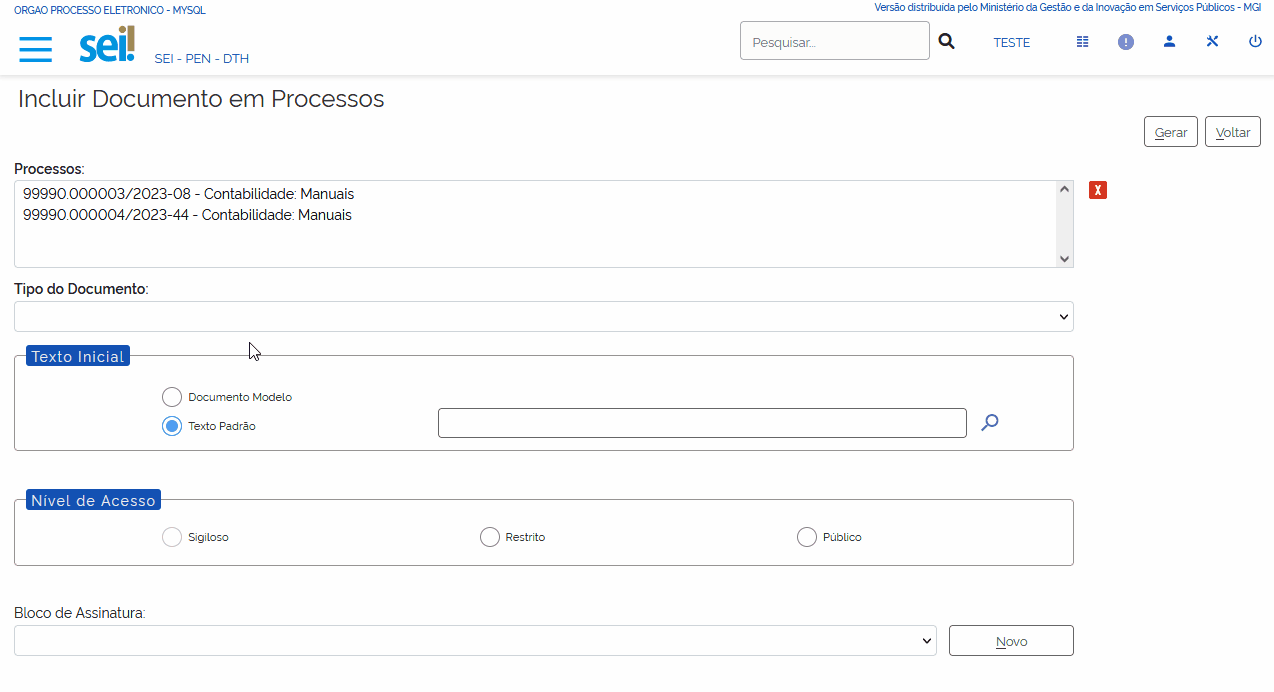 ORGAO PROCESSO ELETRONICO - MYSQL
Versão distribuída pelo Ministério da Gestão e da Inovação em Serviços Públicos - MGI
sei!
SEI - PEN - DTH
Pesquisar...
TESTE
Incluir Documento em Processos
Gerar
Voltar
Processos:
99990.000003/2023-08 - Contabilidade: Manuais
X
99990.000004/2023-44 - Contabilidade: Manuais
Tipo do Documento:
Texto Inicial
Documento Modelo
Texto Padrão
Nível de Acesso
Sigiloso
Restrito
Público
Bloco de Assinatura:
Novo